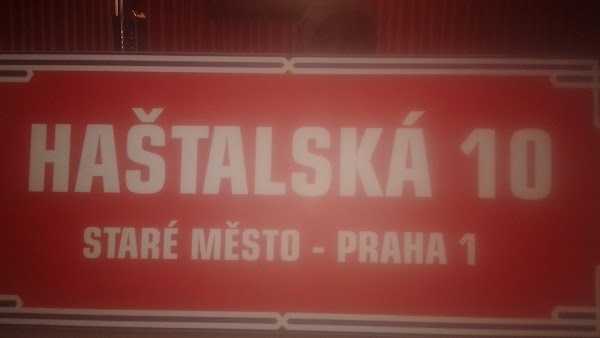 HAŠTALSKÁ 10
STARÉ MĚSTO - PRAHA 1